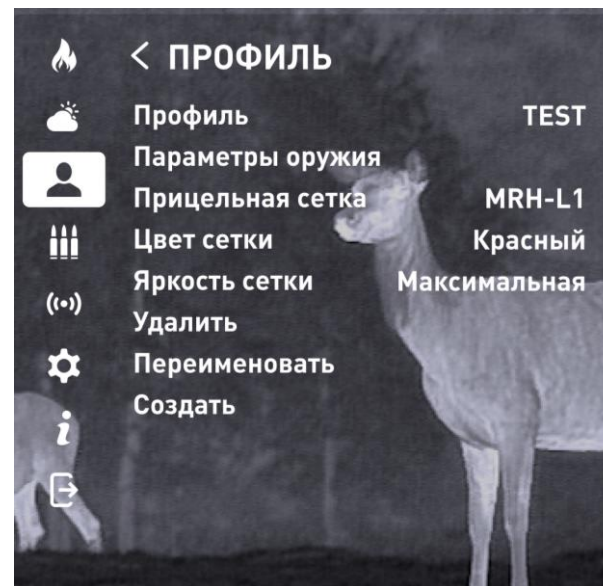 < ПРОФИЛЬ
Профиль TEST
Параметры оружия
Прицельная сетка MRH-L1
Цвет сетки Красный
Яркость сетки Максимальная
Удалить
Переименовать
Создать